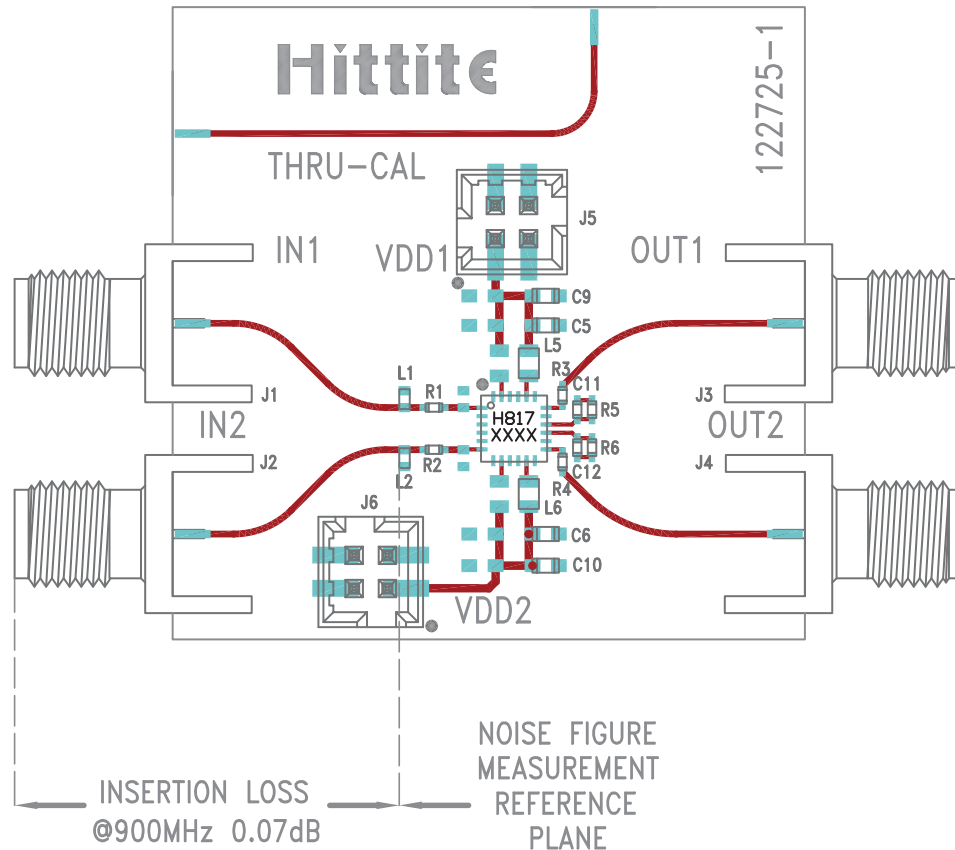 Hittite
122725-1
THRU-CAL
J5
IN1
VDD1
OUT1
C9
C5
L5
R3
C11
L1
R1
J1
J3
H817
XXXX
R5
IN2
OUT2
J2
R2
L2
R6
C12
J4
R4
L6
J6
C6
C10
VDD2
NOISE FIGURE
MEASUREMENT
REFERENCE
PLANE
INSERTION LOSS
@900MHz 0.07dB